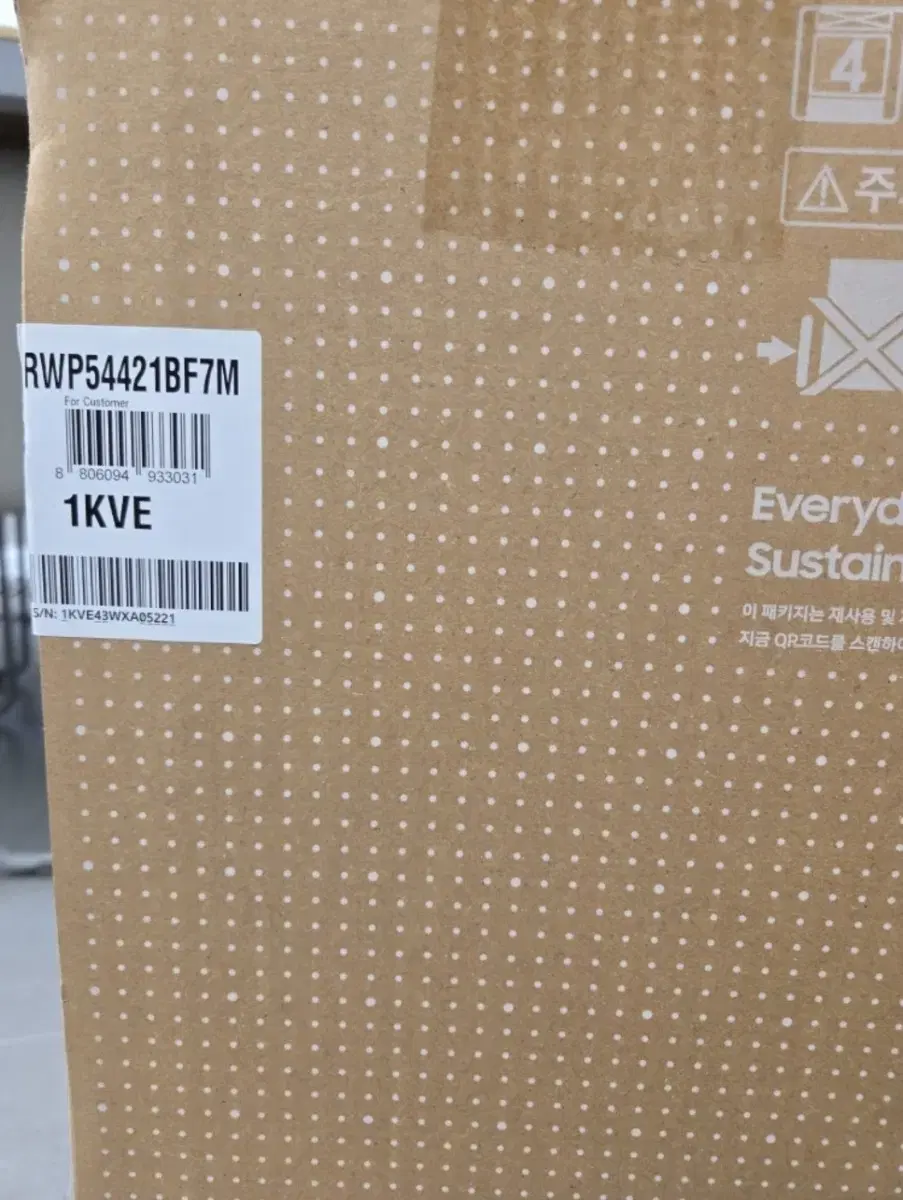 4
주
RWP54421BF7M
For Customer
8 806094 933031
1KVE
S/N: 1KVE43WXA05221
Everyd
Sustain
이 패키지는 재사용 및
지금 QR코드를 스캔하